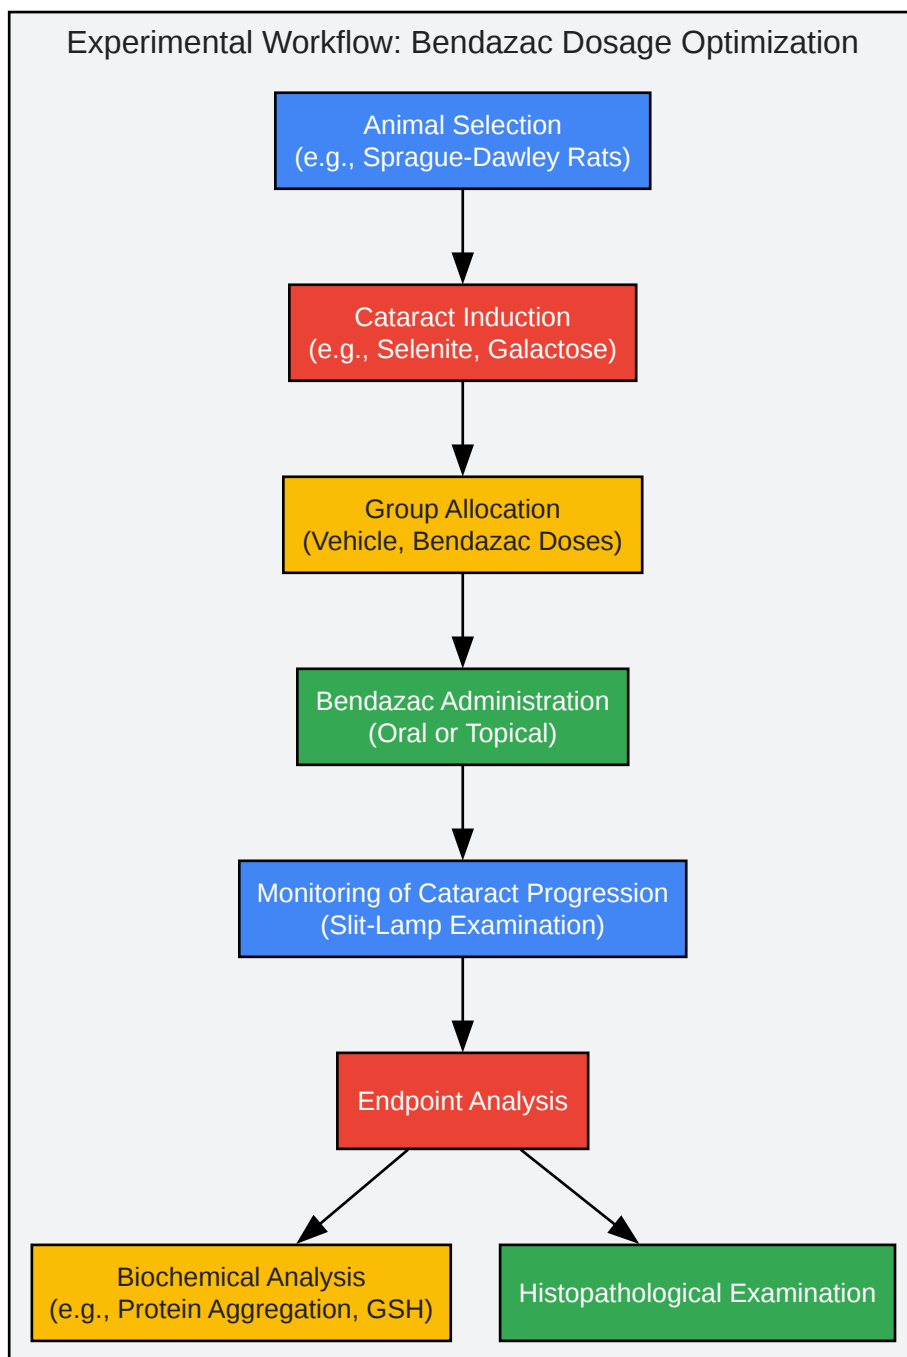 Experimental Workflow: Bendazac Dosage Optimization
Animal Selection
(e.g., Sprague-Dawley Rats)
Cataract Induction
(e.g., Selenite, Galactose)
Group Allocation
(Vehicle, Bendazac Doses)
Bendazac Administration
(Oral or Topical)
Monitoring of Cataract Progression
(Slit-Lamp Examination)
Endpoint Analysis
Biochemical Analysis
(e.g., Protein Aggregation, GSH)
Histopathological Examination